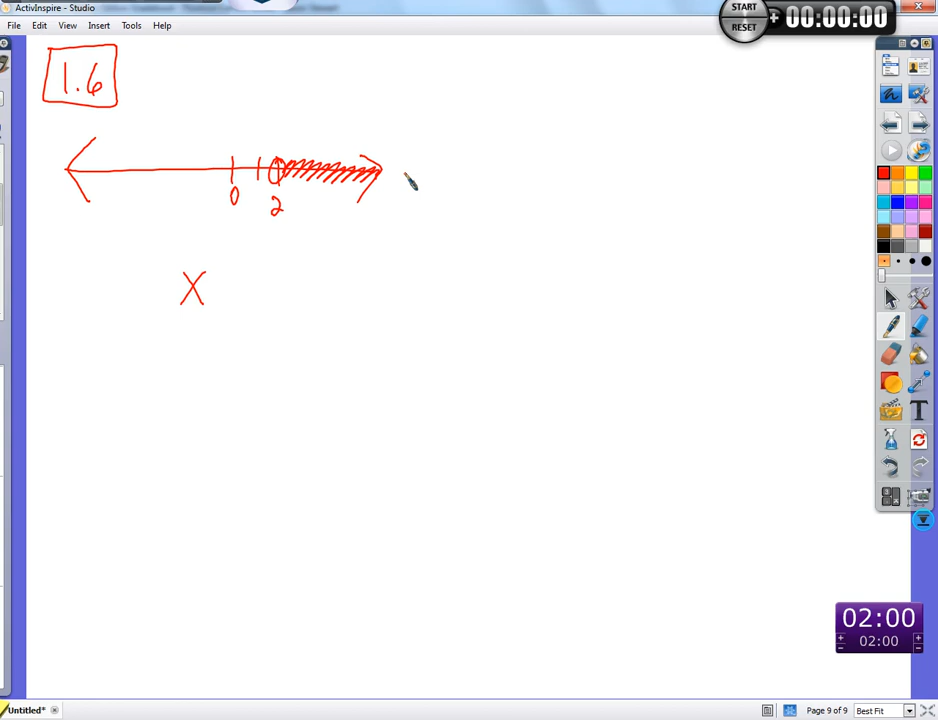 ActivInspire - Studio
START
RESET
00:00:00
File Edit View Insert Tools Help
1.6
0
2
X
T
02:00
02:00
Untitled*
Page 9 of 9
Best Fit